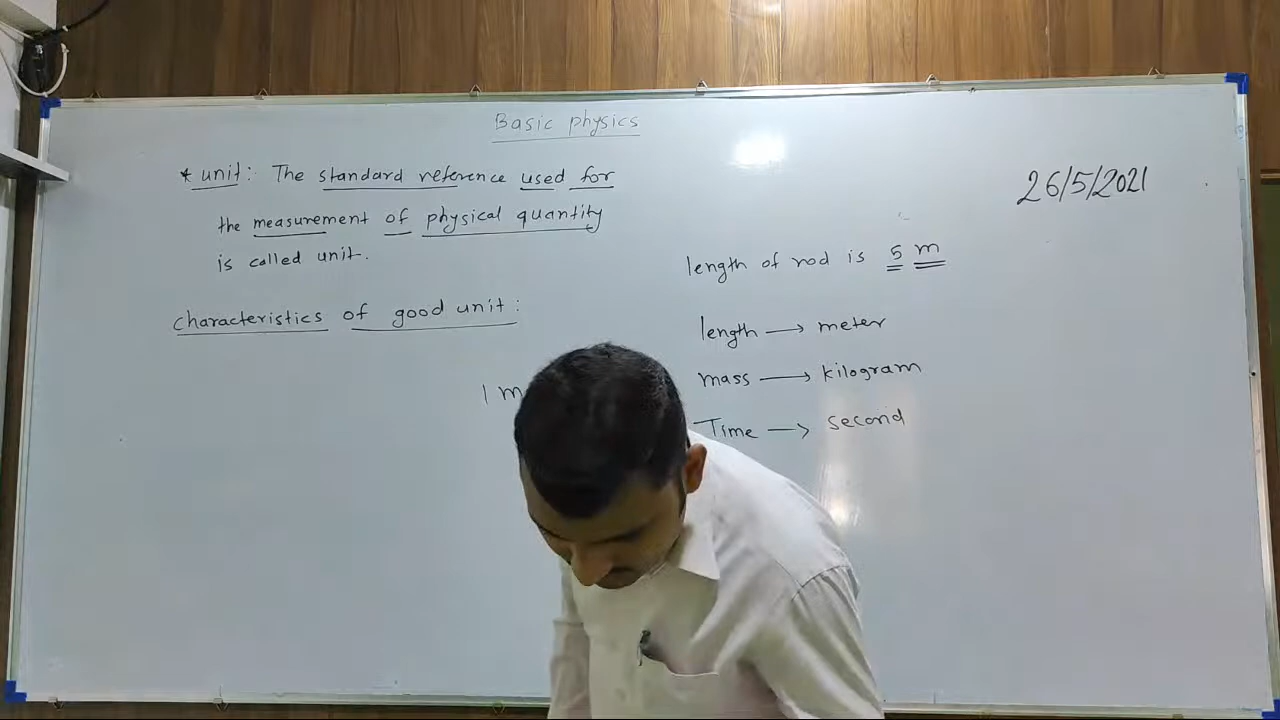 Basic physics
* unit: The standard reference used for
the measurement of physical quantity
is called unit.
characteristics of good unit:
1 m
26/5/2021
length of rod is 5 m
length → meter
mass → kilogram
Time → second